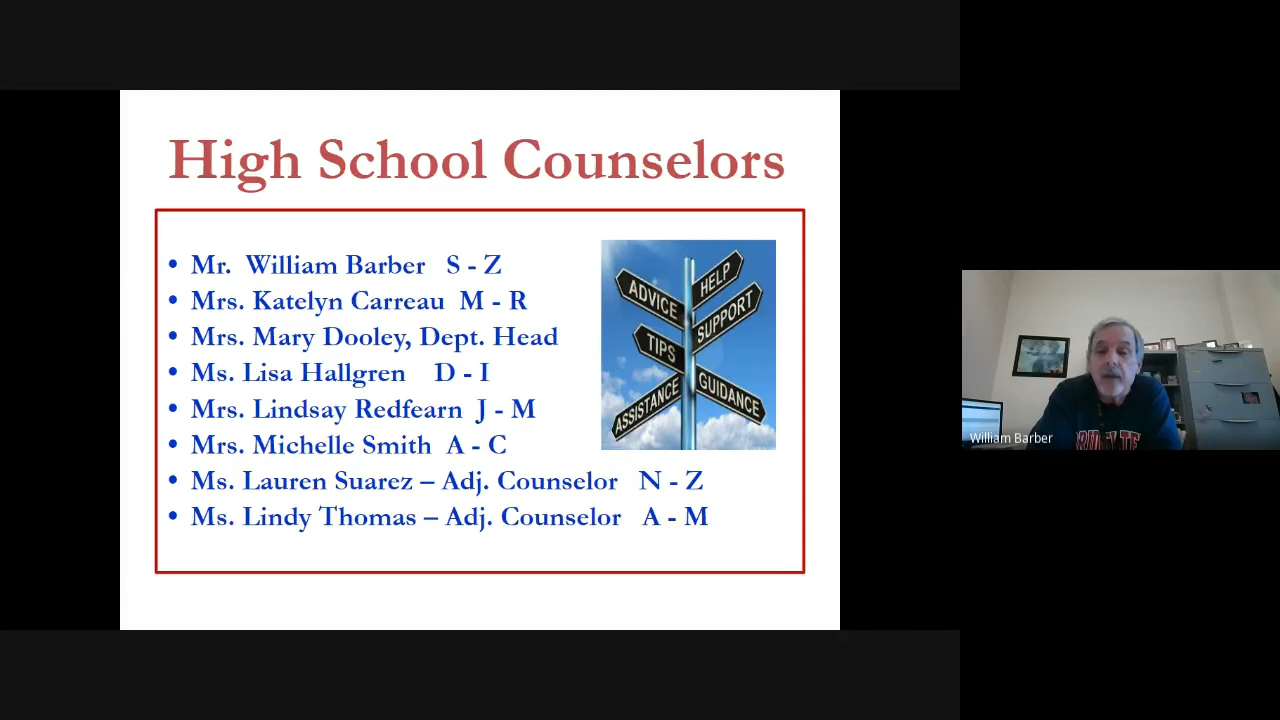 High School Counselors
• Mr. William Barber S - Z
• Mrs. Katelyn Carreau M - R
• Mrs. Mary Dooley, Dept. Head
• Ms. Lisa Hallgren D - I
• Mrs. Lindsay Redfearn J - M
• Mrs. Michelle Smith A - C
• Ms. Lauren Suarez – Adj. Counselor N - Z
• Ms. Lindy Thomas – Adj. Counselor A - M
HELP
ADVICE
SUPPORT
TIPS
GUIDANCE
ASSISTANCE
William Barber